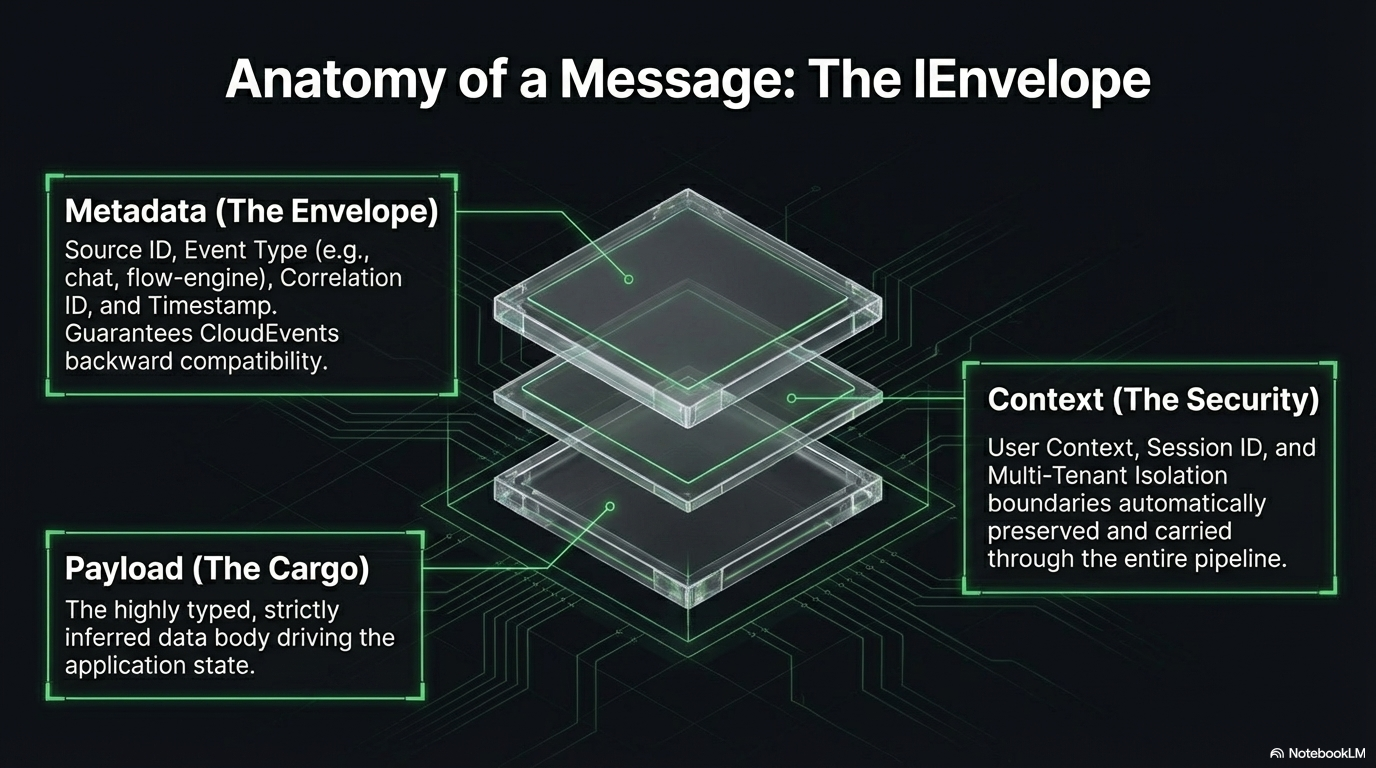 Anatomy of a Message: The IEnvelope
Metadata (The Envelope)
Source ID, Event Type (e.g.,
chat, flow-engine), Correlation
ID, and Timestamp.
Guarantees CloudEvents
backward compatibility.
Context (The Security)
User Context, Session ID, and
Multi-Tenant Isolation
boundaries automatically
preserved and carried
through the entire pipeline.
Payload (The Cargo)
The highly typed, strictly
inferred data body driving the
application state.
NotebookLM